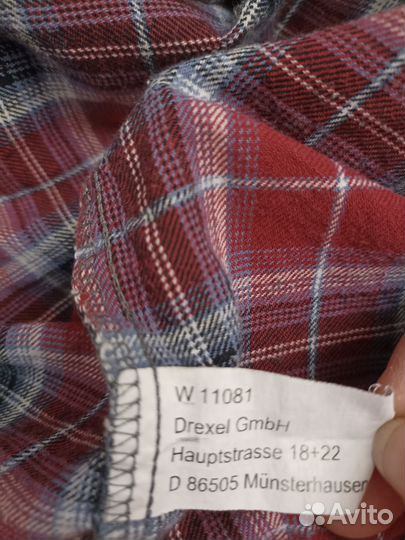 W 11081
Drexel GmbH
Hauptstrasse 18+22
D 86505 Münsterhausen
Avito